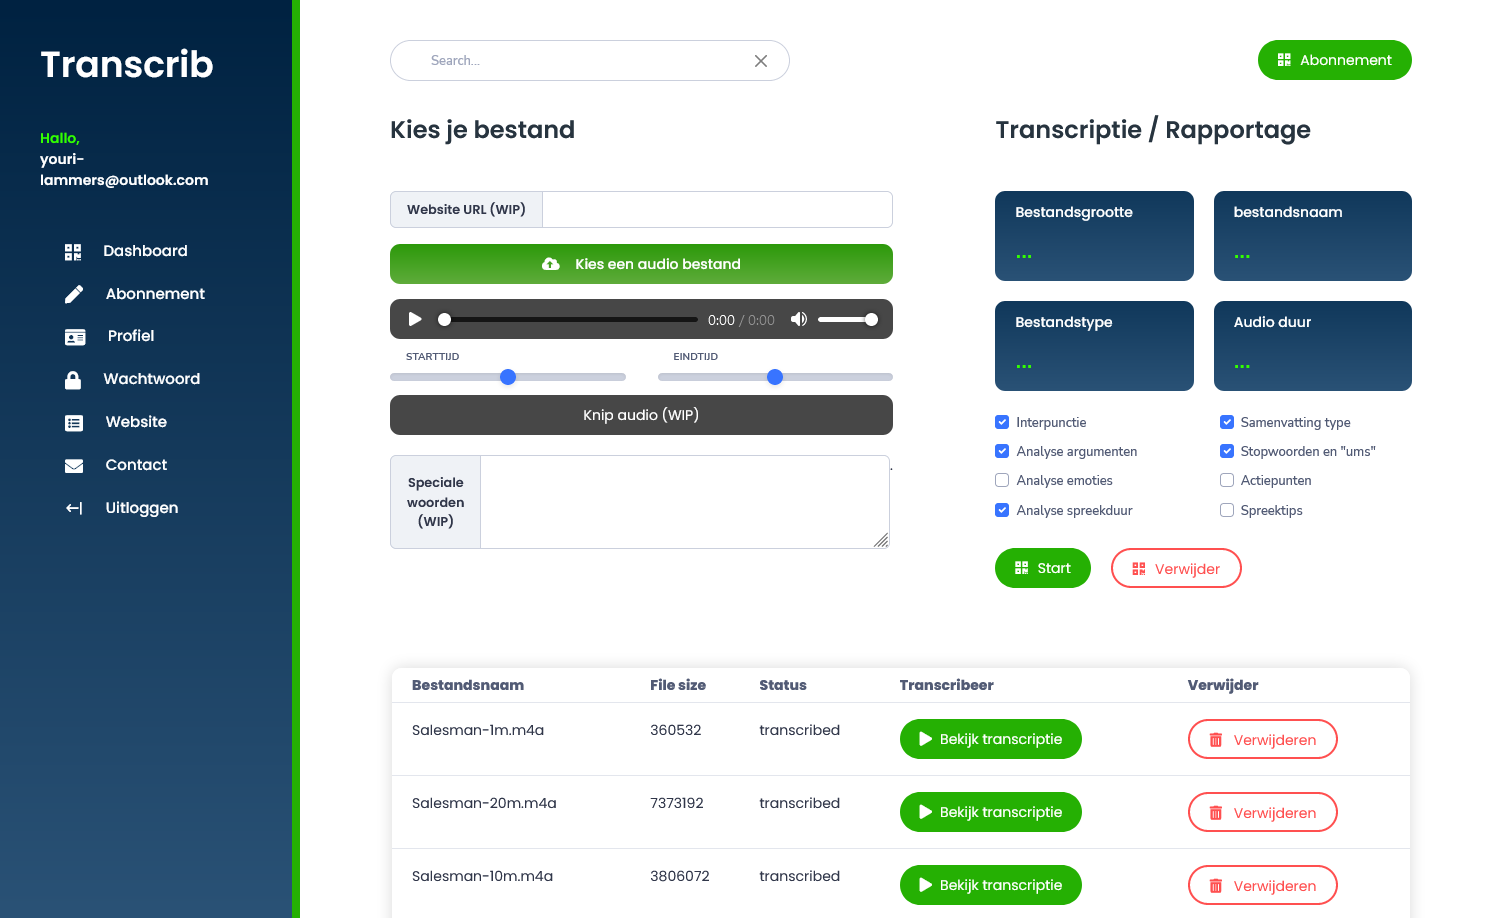 Transcrib
Hallo,
youri-
lammers@outlook.com
Dashboard
Abonnement
Profiel
Wachtwoord
Website
Contact
Uitloggen
Search...
Abonnement
Kies je bestand
Website URL (WIP)
Kies een audio bestand
0:00 / 0:00
STARTTIJD
EINDTIJD
Knip audio (WIP)
Speciale
woorden
(WIP)
.
Transcriptie / Rapportage
Bestandsgrootte
...
bestandsnaam
...
Bestandstype
...
Audio duur
...
Interpunctie
Samenvatting type
Analyse argumenten
Stopwoorden en "ums"
Analyse emoties
Actiepunten
Analyse spreekduur
Spreektips
Start
Verwijder
Bestandsnaam File size Status Transcribeer Verwijder
Salesman-1m.m4a 360532 transcribed Bekijk transcriptie Verwijderen
Salesman-20m.m4a 7373192 transcribed Bekijk transcriptie Verwijderen
Salesman-10m.m4a 3806072 transcribed Bekijk transcriptie Verwijderen